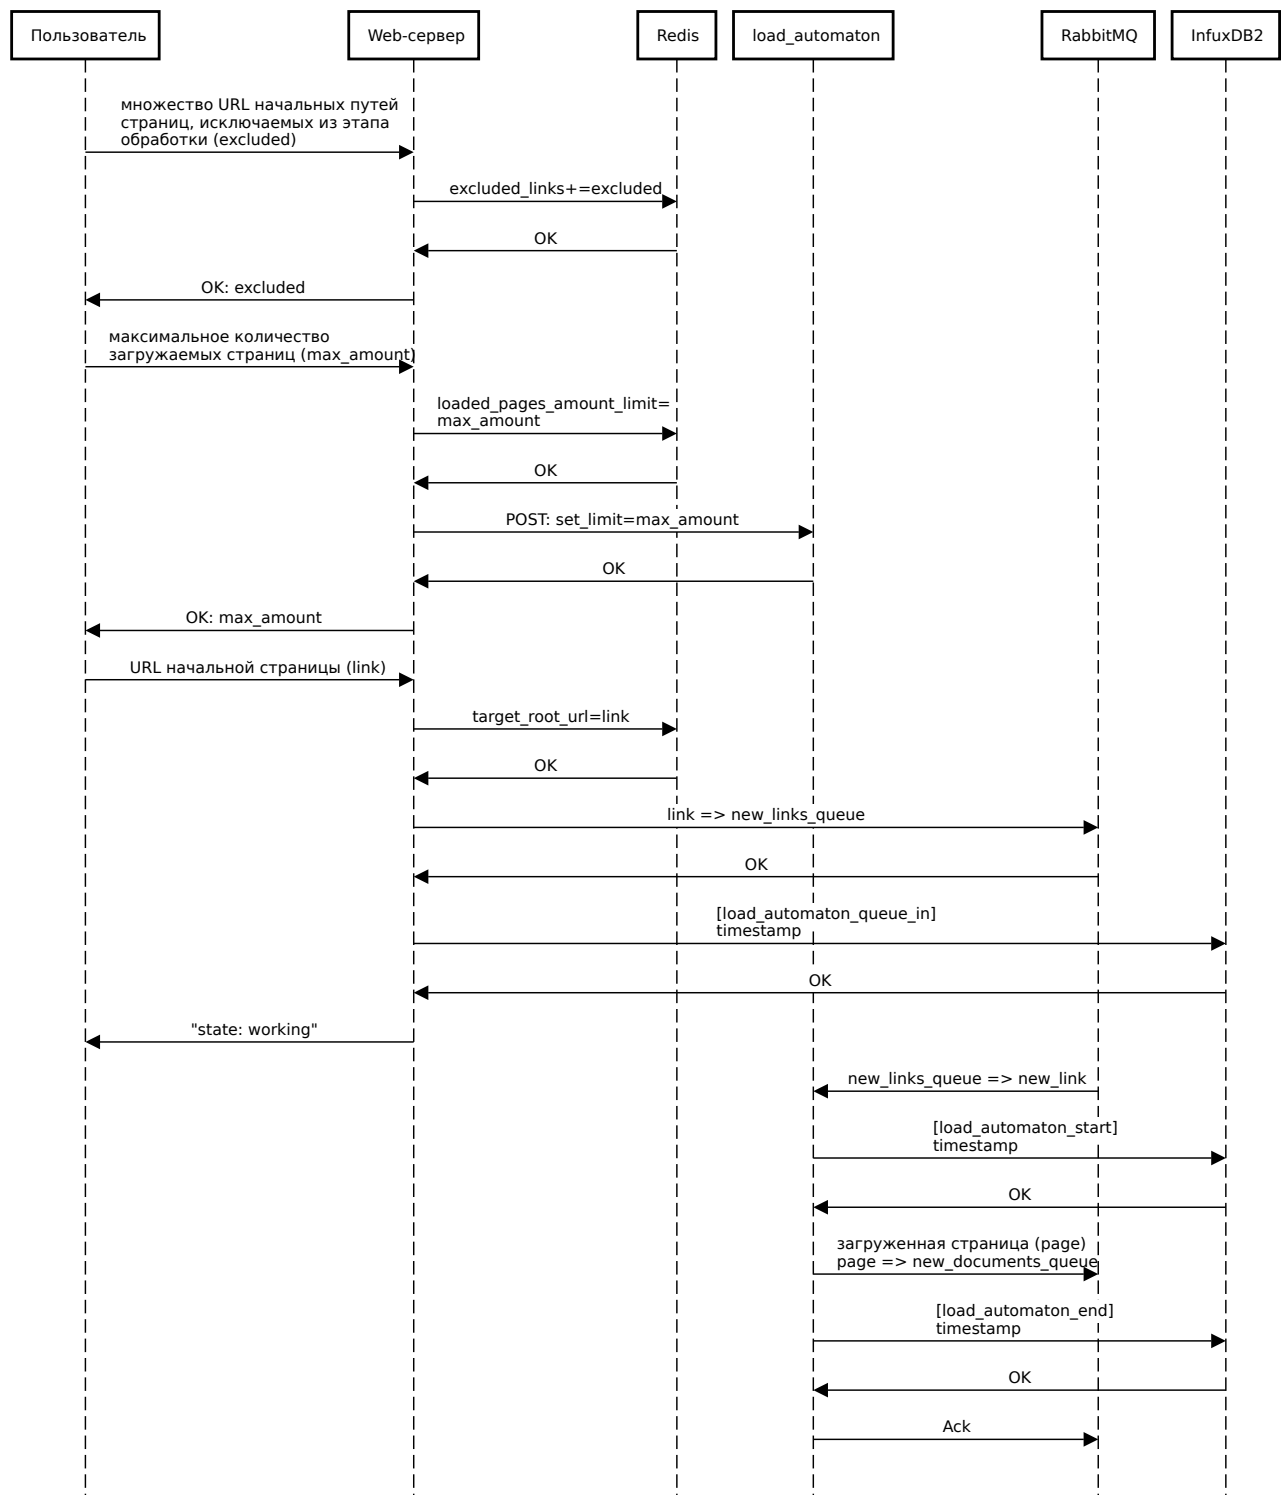 Пользователь
Web-сервер
Redis
load_automaton
RabbitMQ
InfuxDB2
множество URL начальных путей
страниц, исключаемых из этапа
обработки (excluded)
excluded_links+=excluded
OK
OK: excluded
максимальное количество
загружаемых страниц (max_amount)
loaded_pages_amount_limit=
max_amount
OK
POST: set_limit=max_amount
OK
OK: max_amount
URL начальной страницы (link)
target_root_url=link
OK
link => new_links_queue
OK
[load_automaton_queue_in]
timestamp
OK
"state: working"
new_links_queue => new_link
[load_automaton_start]
timestamp
OK
загруженная страница (page)
page => new_documents_queue
[load_automaton_end]
timestamp
OK
Ack